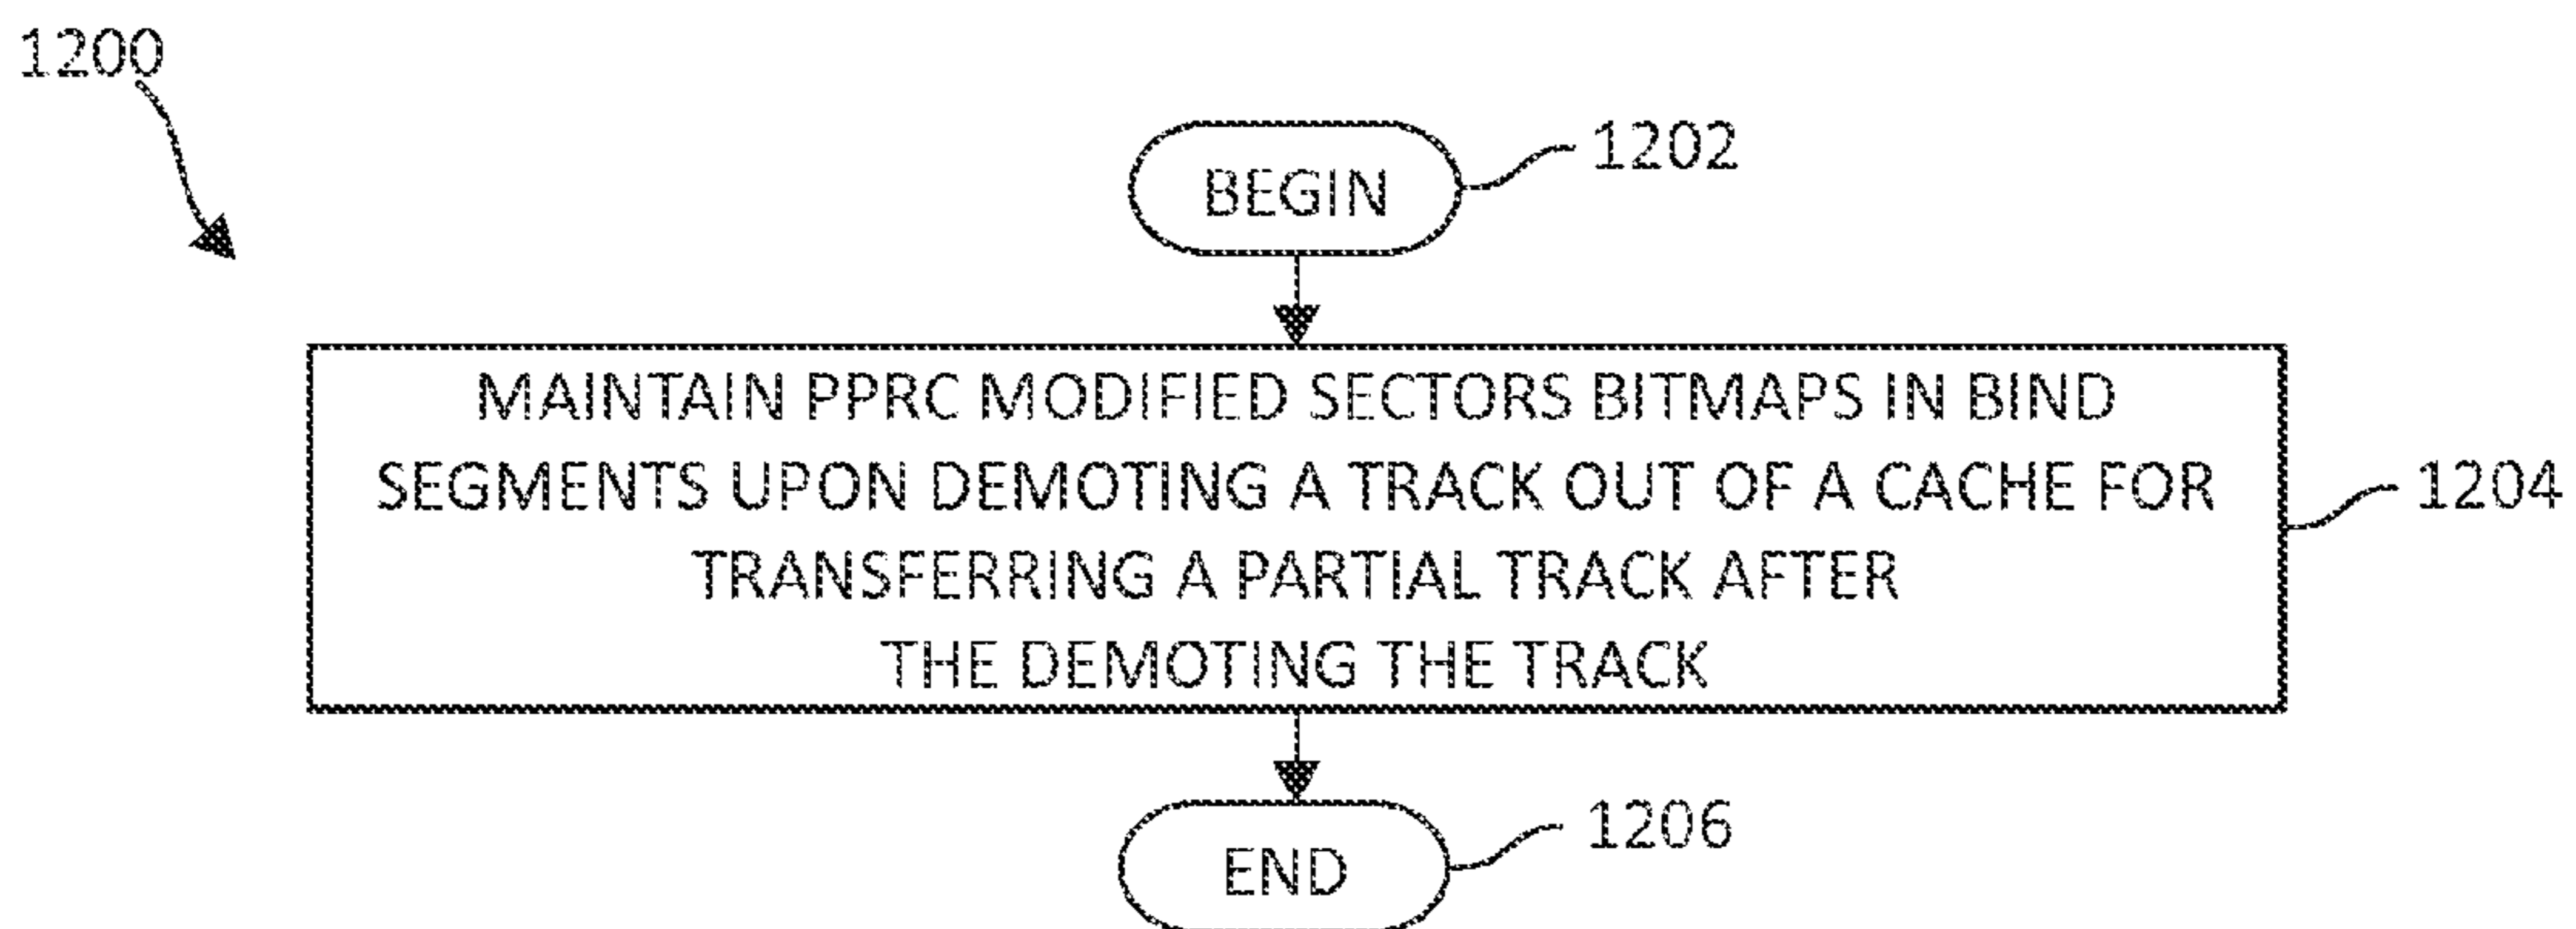 1200
BEGIN
1202
MAINTAIN PPRC MODIFIED SECTORS BITMAPS IN BIND
SEGMENTS UPON DEMOTING A TRACK OUT OF A CACHE FOR
TRANSFERRING A PARTIAL TRACK AFTER
THE DEMOTING THE TRACK
1204
END
1206